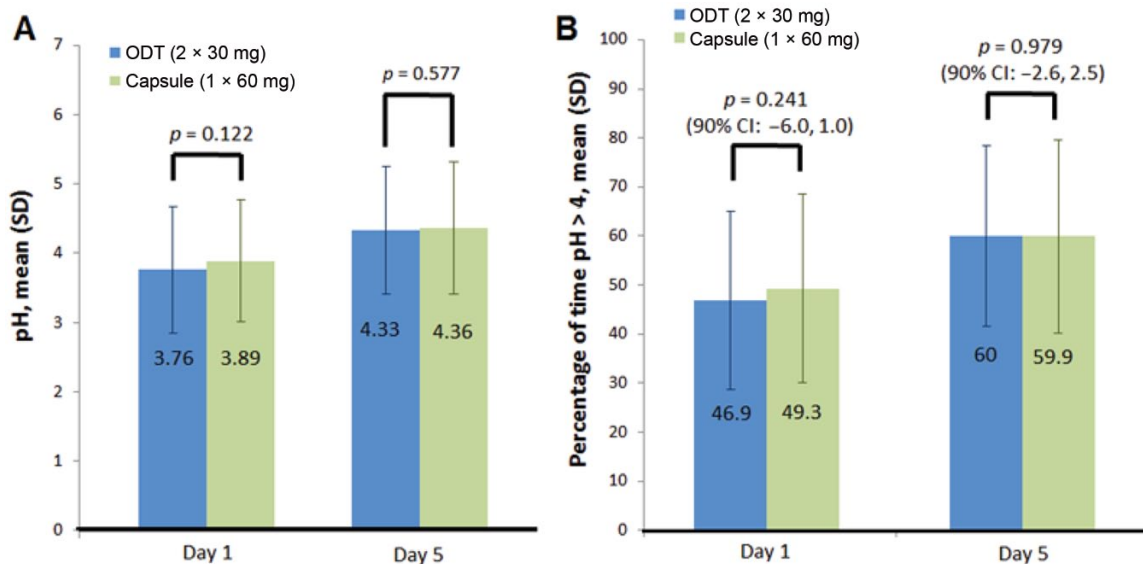 A
7
6
5
4
3
2
1
0
pH, mean (SD)
ODT (2 × 30 mg)
Capsule (1 × 60 mg)
p = 0.122
p = 0.577
3.76
3.89
4.33
4.36
Day 1
Day 5
B
100
90
80
70
60
50
40
30
20
10
0
Percentage of time pH > 4, mean (SD)
ODT (2 × 30 mg)
Capsule (1 × 60 mg)
p = 0.241
(90% CI: −6.0, 1.0)
p = 0.979
(90% CI: −2.6, 2.5)
46.9
49.3
60
59.9
Day 1
Day 5